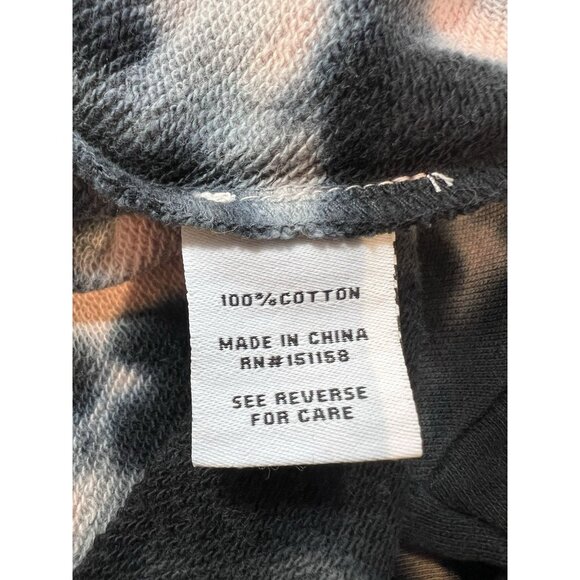 100%COTTON
MADE IN CHINA
RN#151158
SEE REVERSE
FOR CARE